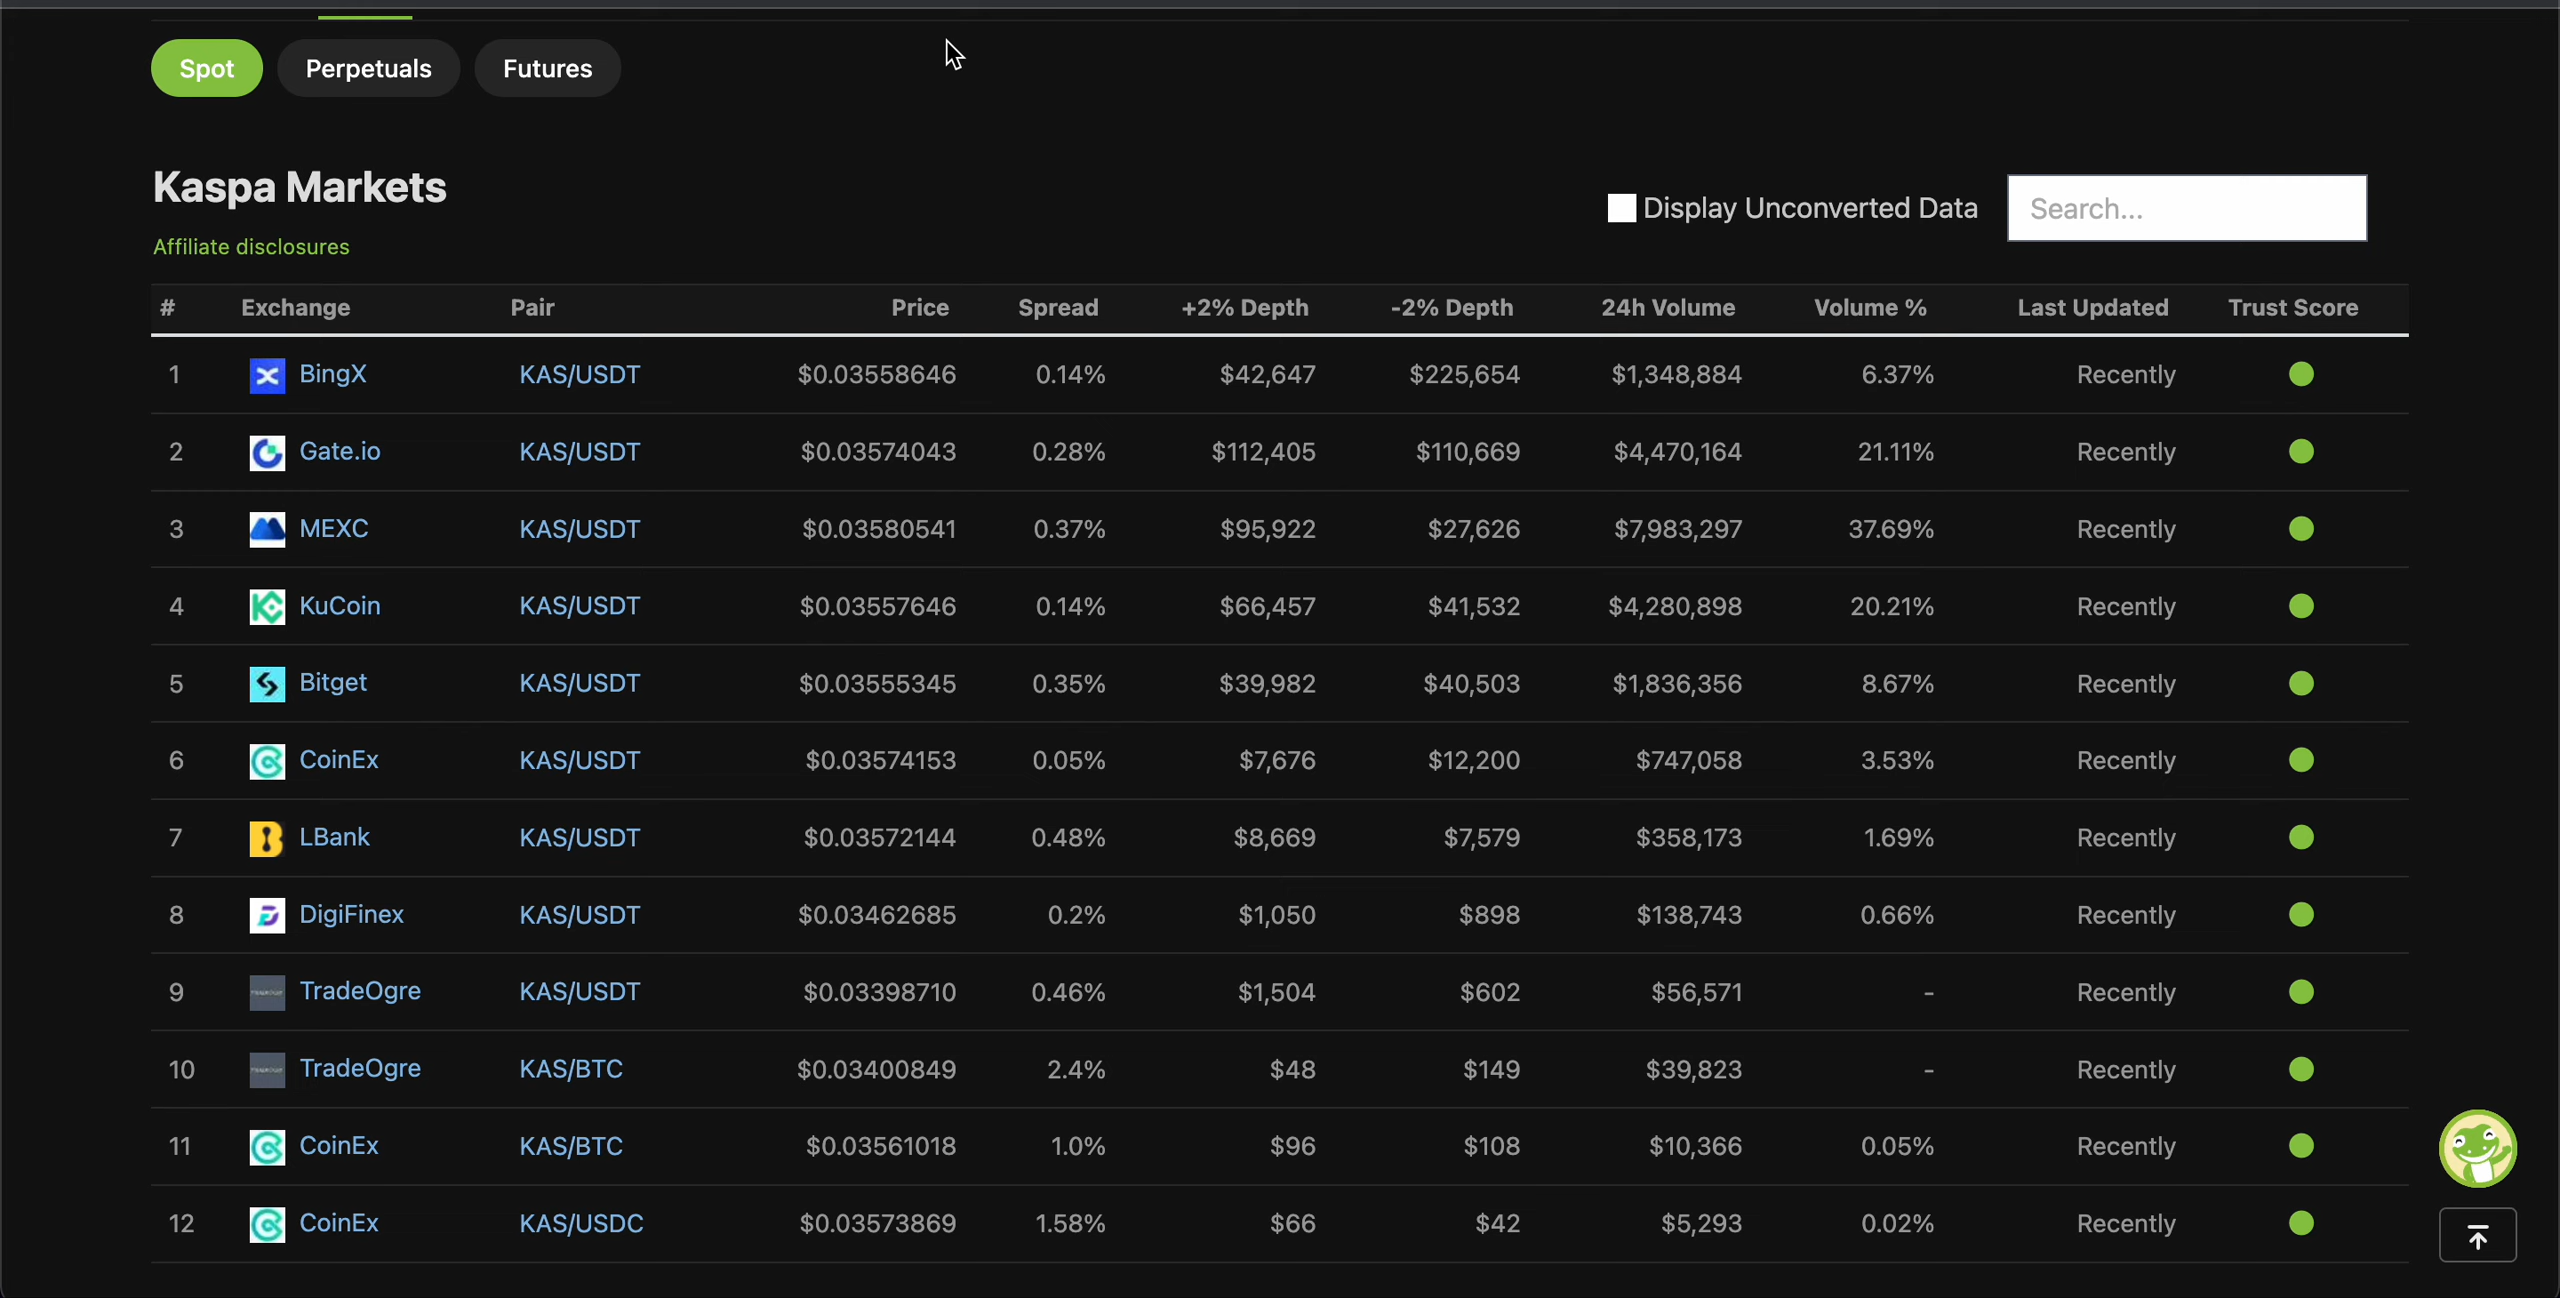 Spot Perpetuals Futures
Kaspa Markets
Display Unconverted Data Search...
Affiliate disclosures
# Exchange Pair Price Spread +2% Depth -2% Depth 24h Volume Volume % Last Updated Trust Score
1 BingX KAS/USDT $0.03558646 0.14% $42,647 $225,654 $1,348,884 6.37% Recently
2 Gate.io KAS/USDT $0.03574043 0.28% $112,405 $110,669 $4,470,164 21.11% Recently
3 MEXC KAS/USDT $0.03580541 0.37% $95,922 $27,626 $7,983,297 37.69% Recently
4 KuCoin KAS/USDT $0.03557646 0.14% $66,457 $41,532 $4,280,898 20.21% Recently
5 Bitget KAS/USDT $0.03555345 0.35% $39,982 $40,503 $1,836,356 8.67% Recently
6 CoinEx KAS/USDT $0.03574153 0.05% $7,676 $12,200 $747,058 3.53% Recently
7 LBank KAS/USDT $0.03572144 0.48% $8,669 $7,579 $358,173 1.69% Recently
8 DigiFinex KAS/USDT $0.03462685 0.2% $1,050 $898 $138,743 0.66% Recently
9 TradeOgre KAS/USDT $0.03398710 0.46% $1,504 $602 $56,571 - Recently
10 TradeOgre KAS/BTC $0.03400849 2.4% $48 $149 $39,823 - Recently
11 CoinEx KAS/BTC $0.03561018 1.0% $96 $108 $10,366 0.05% Recently
12 CoinEx KAS/USDC $0.03573869 1.58% $66 $42 $5,293 0.02% Recently